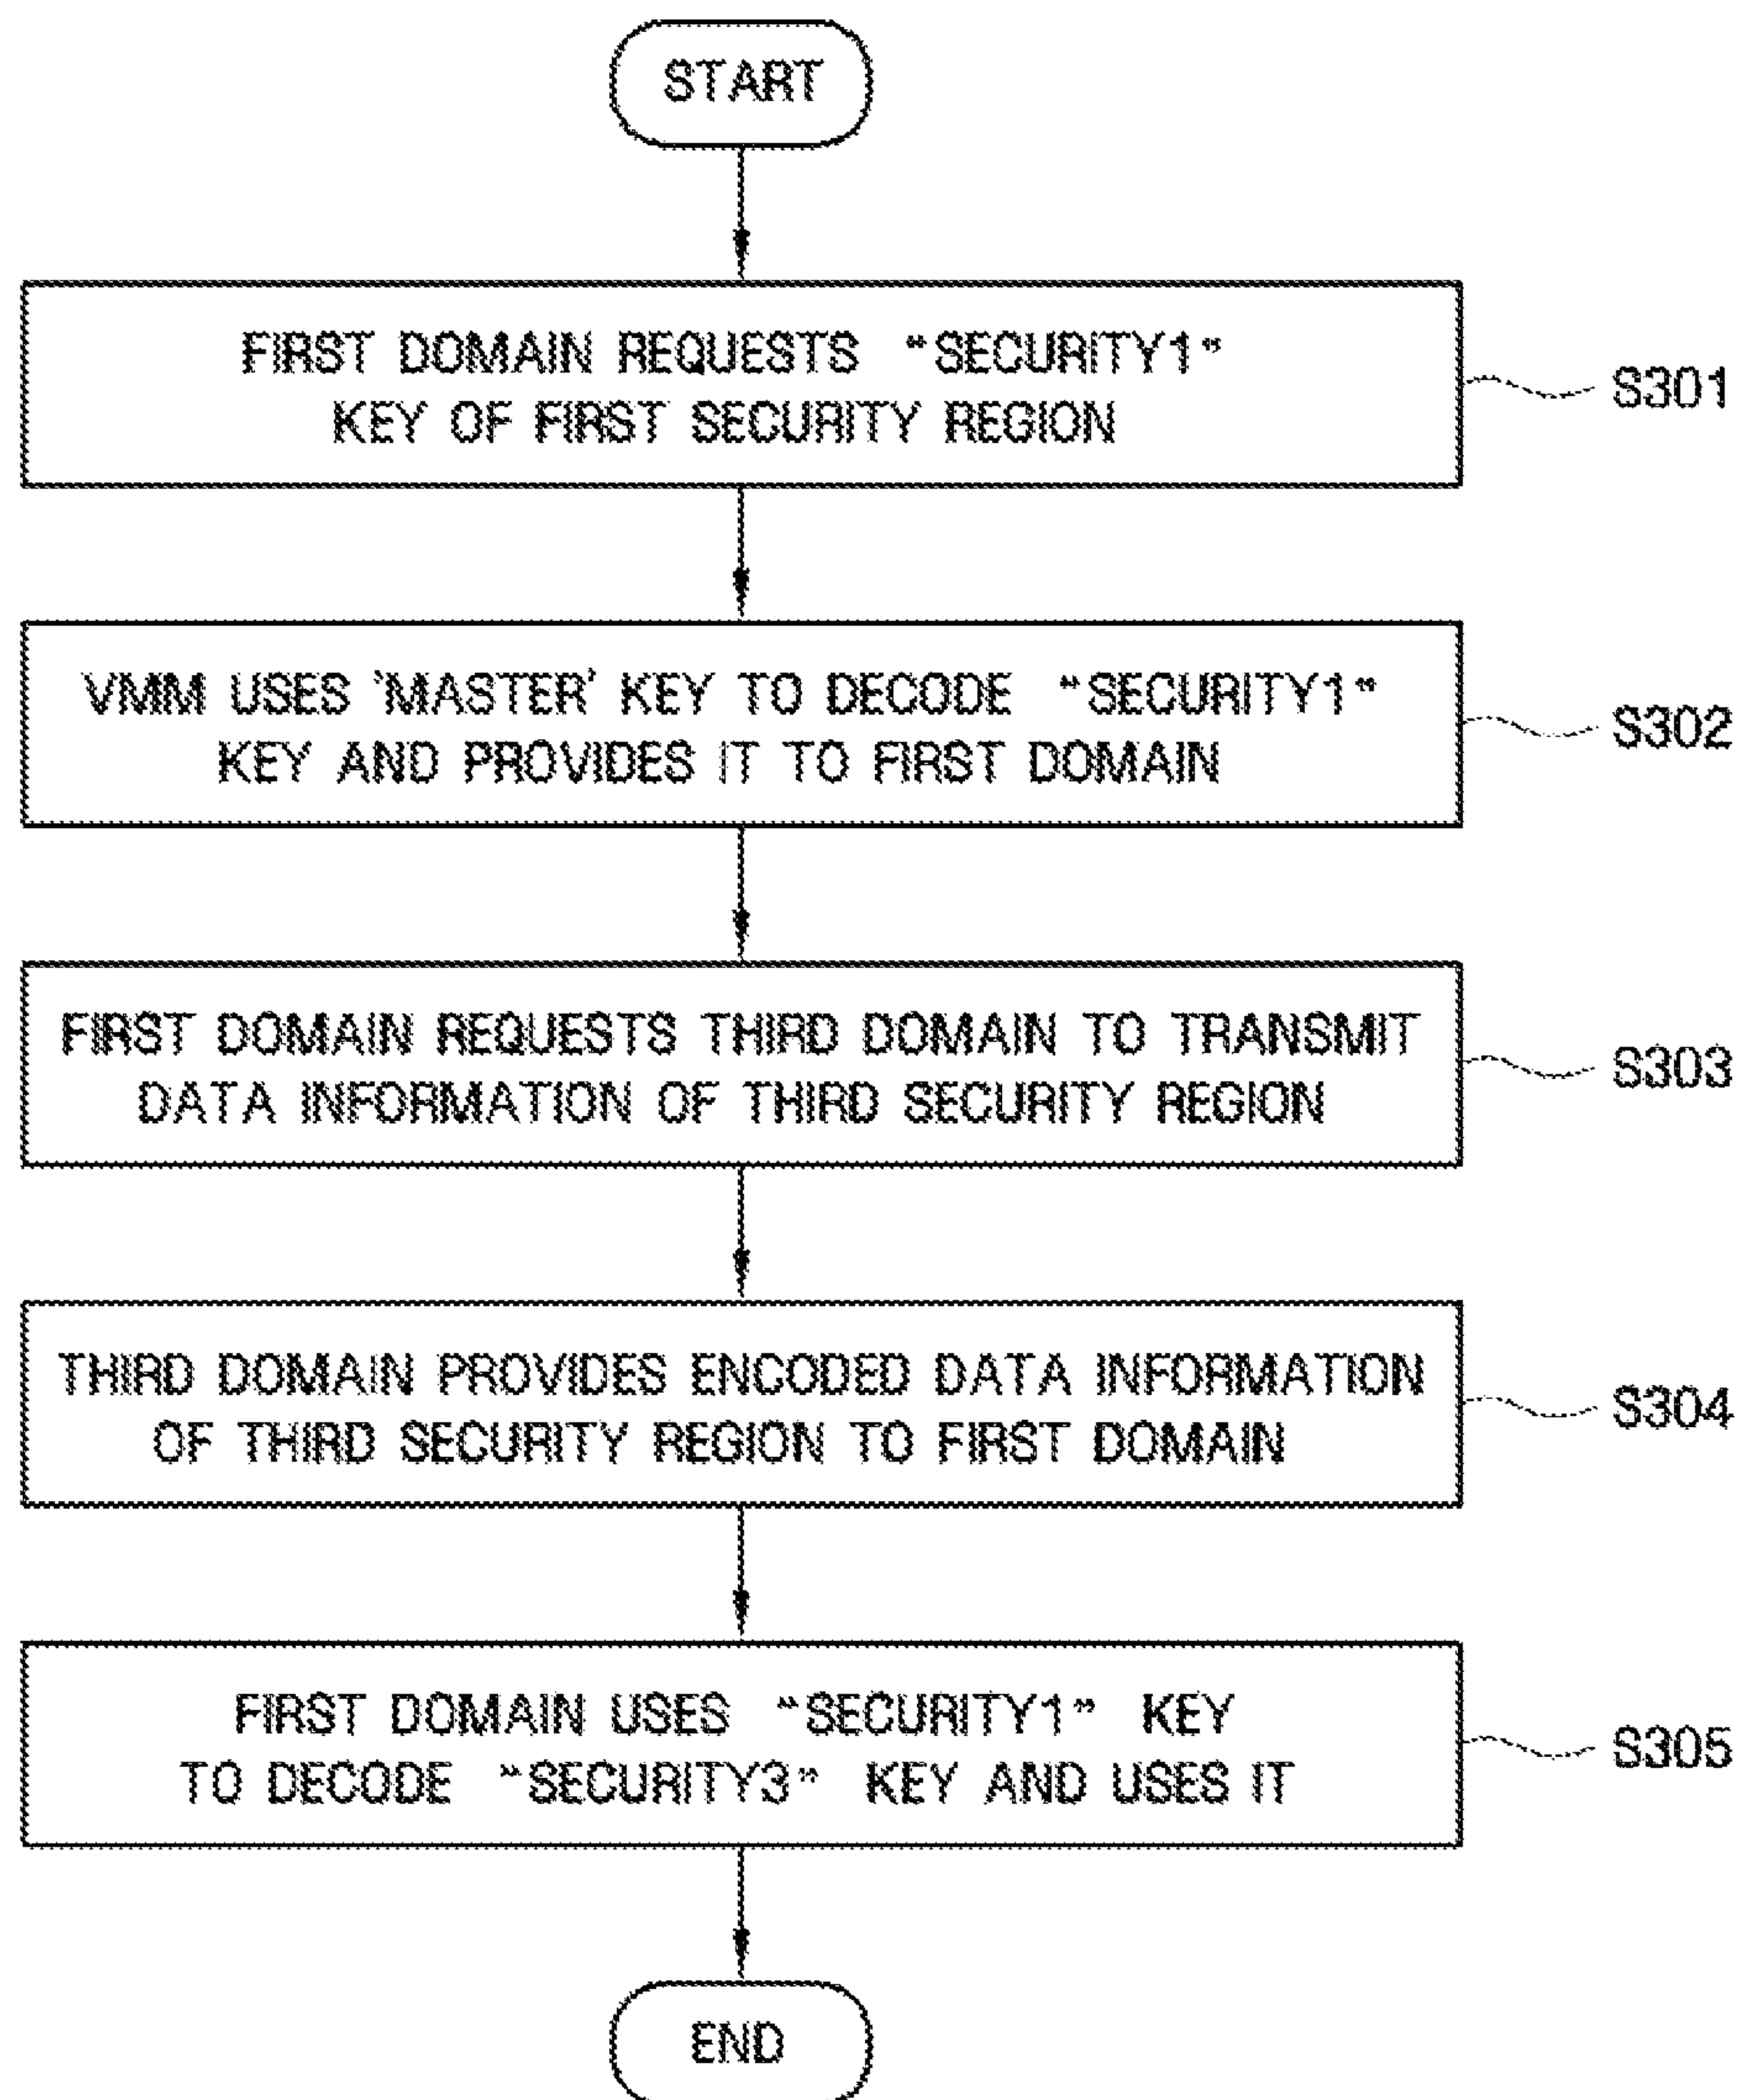 START
FIRST DOMAIN REQUESTS "SECURITY1"
KEY OF FIRST SECURITY REGION
S301
VMM USES 'MASTER' KEY TO DECODE "SECURITY1"
KEY AND PROVIDES IT TO FIRST DOMAIN
S302
FIRST DOMAIN REQUESTS THIRD DOMAIN TO TRANSMIT
DATA INFORMATION OF THIRD SECURITY REGION
S303
THIRD DOMAIN PROVIDES ENCODED DATA INFORMATION
OF THIRD SECURITY REGION TO FIRST DOMAIN
S304
FIRST DOMAIN USES "SECURITY1" KEY
TO DECODE "SECURITY3" KEY AND USES IT
S305
END